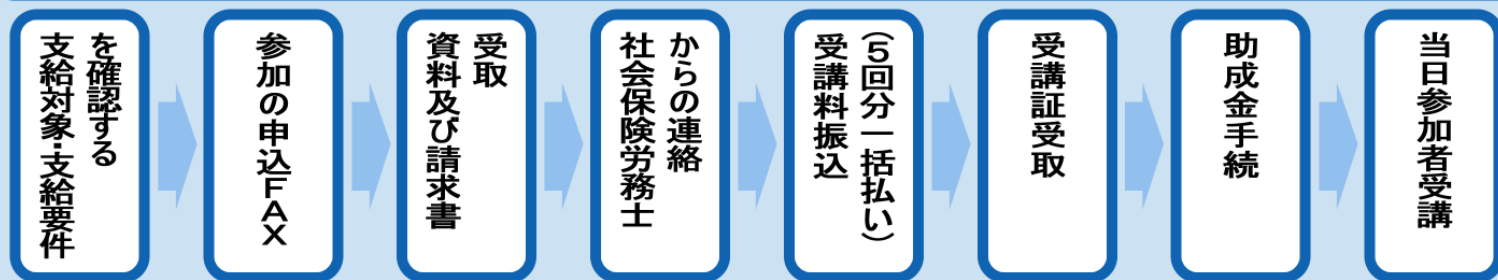 支給対象・支給要件
を確認する
参加の申込FAX
資料及び請求書
受取
社会保険労務士
からの連絡
受講料振込
(5回分一括払い)
受講証受取
助成金手続
当日参加者受講